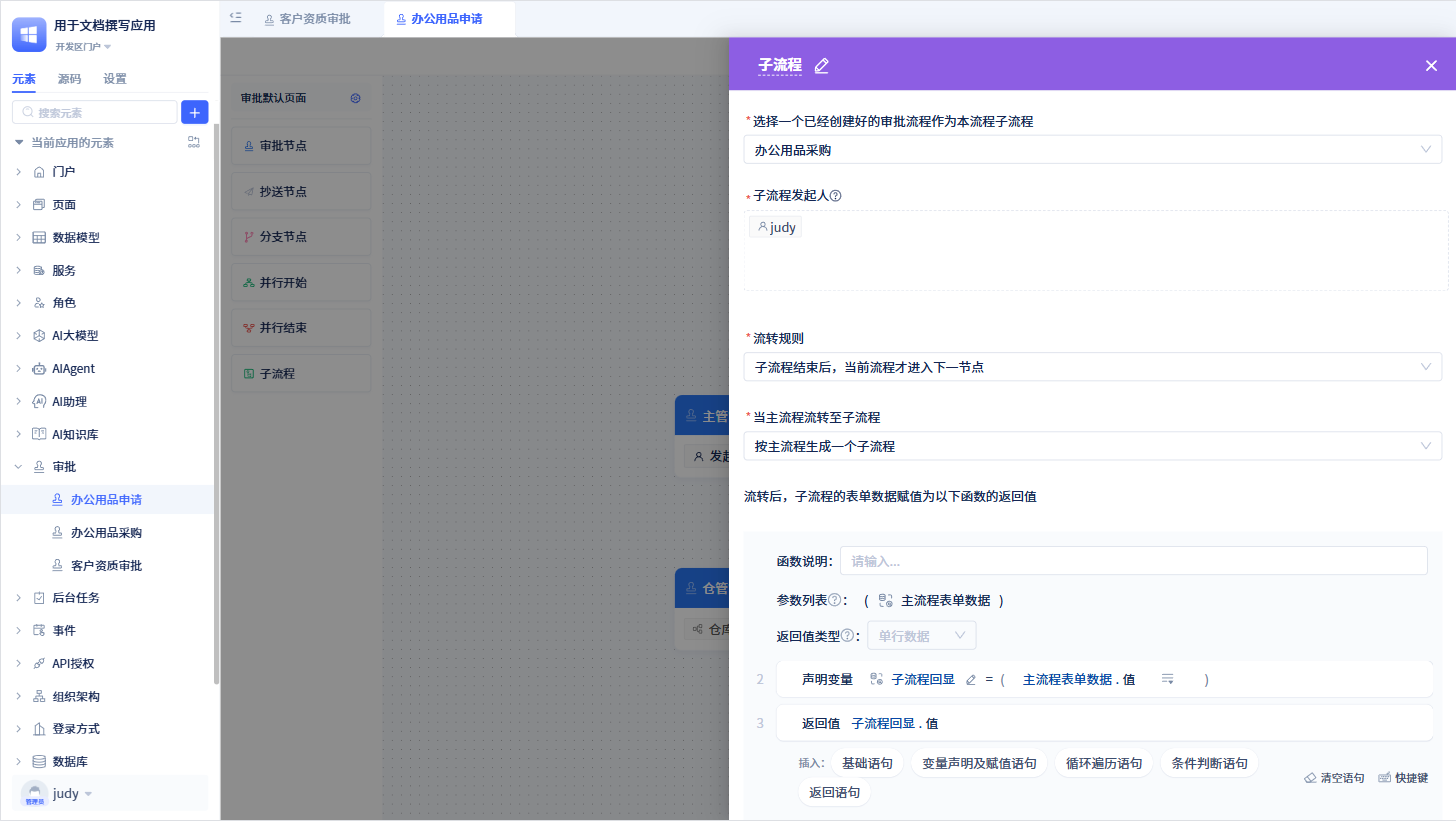 用于文档撰写应用
开发区门户
元素 源码 设置
搜索元素
当前应用的元素
门户
页面
数据模型
服务
角色
AI大模型
AIAgent
AI助理
AI知识库
审批
办公用品申请
办公用品采购
客户资质审批
后台任务
事件
API授权
组织架构
登录方式
数据库
管理员
judy
客户资质审批 办公用品申请
审批默认页面
审批节点
抄送节点
分支节点
并行开始
并行结束
子流程
主管
发起
仓管
仓库
子流程
*选择一个已经创建好的审批流程作为本流程子流程
办公用品采购
*子流程发起人
judy
*流转规则
子流程结束后，当前流程才进入下一节点
*当主流程流转至子流程
按主流程生成一个子流程
流转后，子流程的表单数据赋值为以下函数的返回值
函数说明： 请输入...
参数列表： ( 主流程表单数据 )
返回值类型： 单行数据
2 声明变量 子流程回显 = ( 主流程表单数据 . 值 )
3 返回值 子流程回显 . 值
插入： 基础语句 变量声明及赋值语句 循环遍历语句 条件判断语句
返回语句
清空语句 快捷键